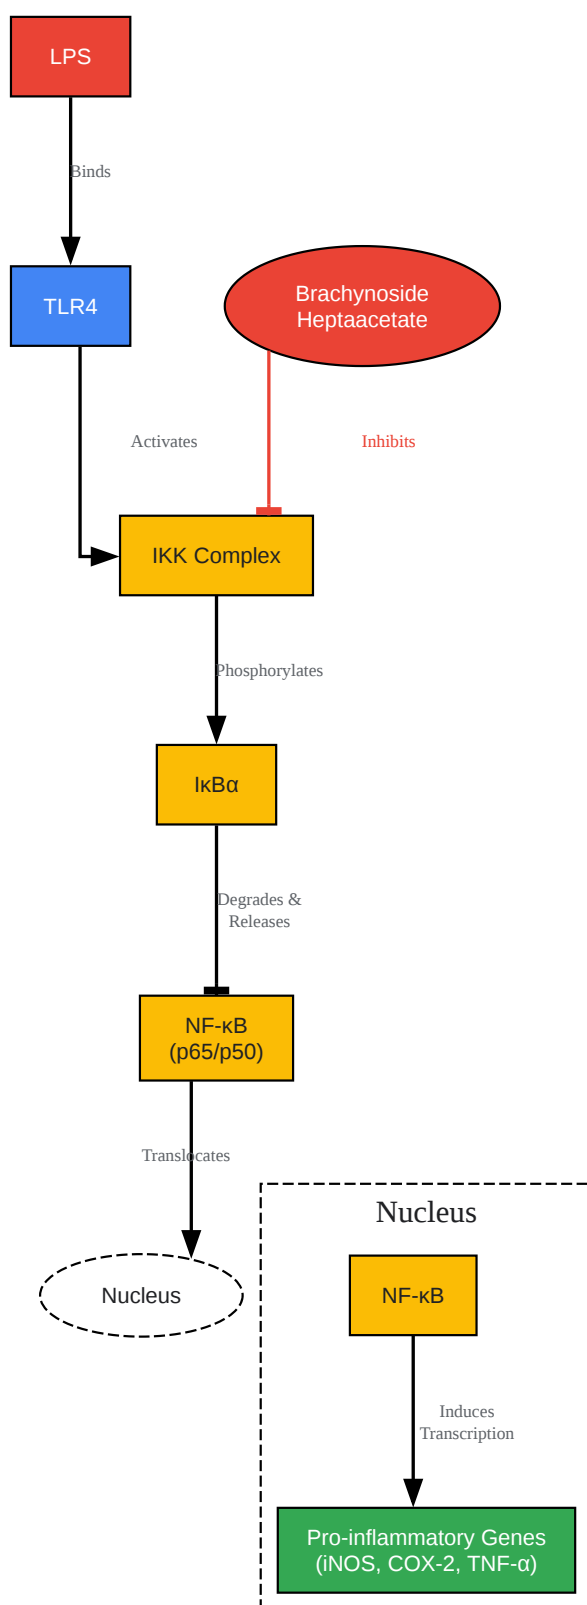 LPS
Binds
TLR4
Brachynoside
Heptaacetate
Activates
Inhibits
IKK Complex
Phosphorylates
IκBα
Degrades &
Releases
NF-κB
(p65/p50)
Translocates
Nucleus
Nucleus
NF-κB
Induces
Transcription
Pro-inflammatory Genes
(iNOS, COX-2, TNF-α)